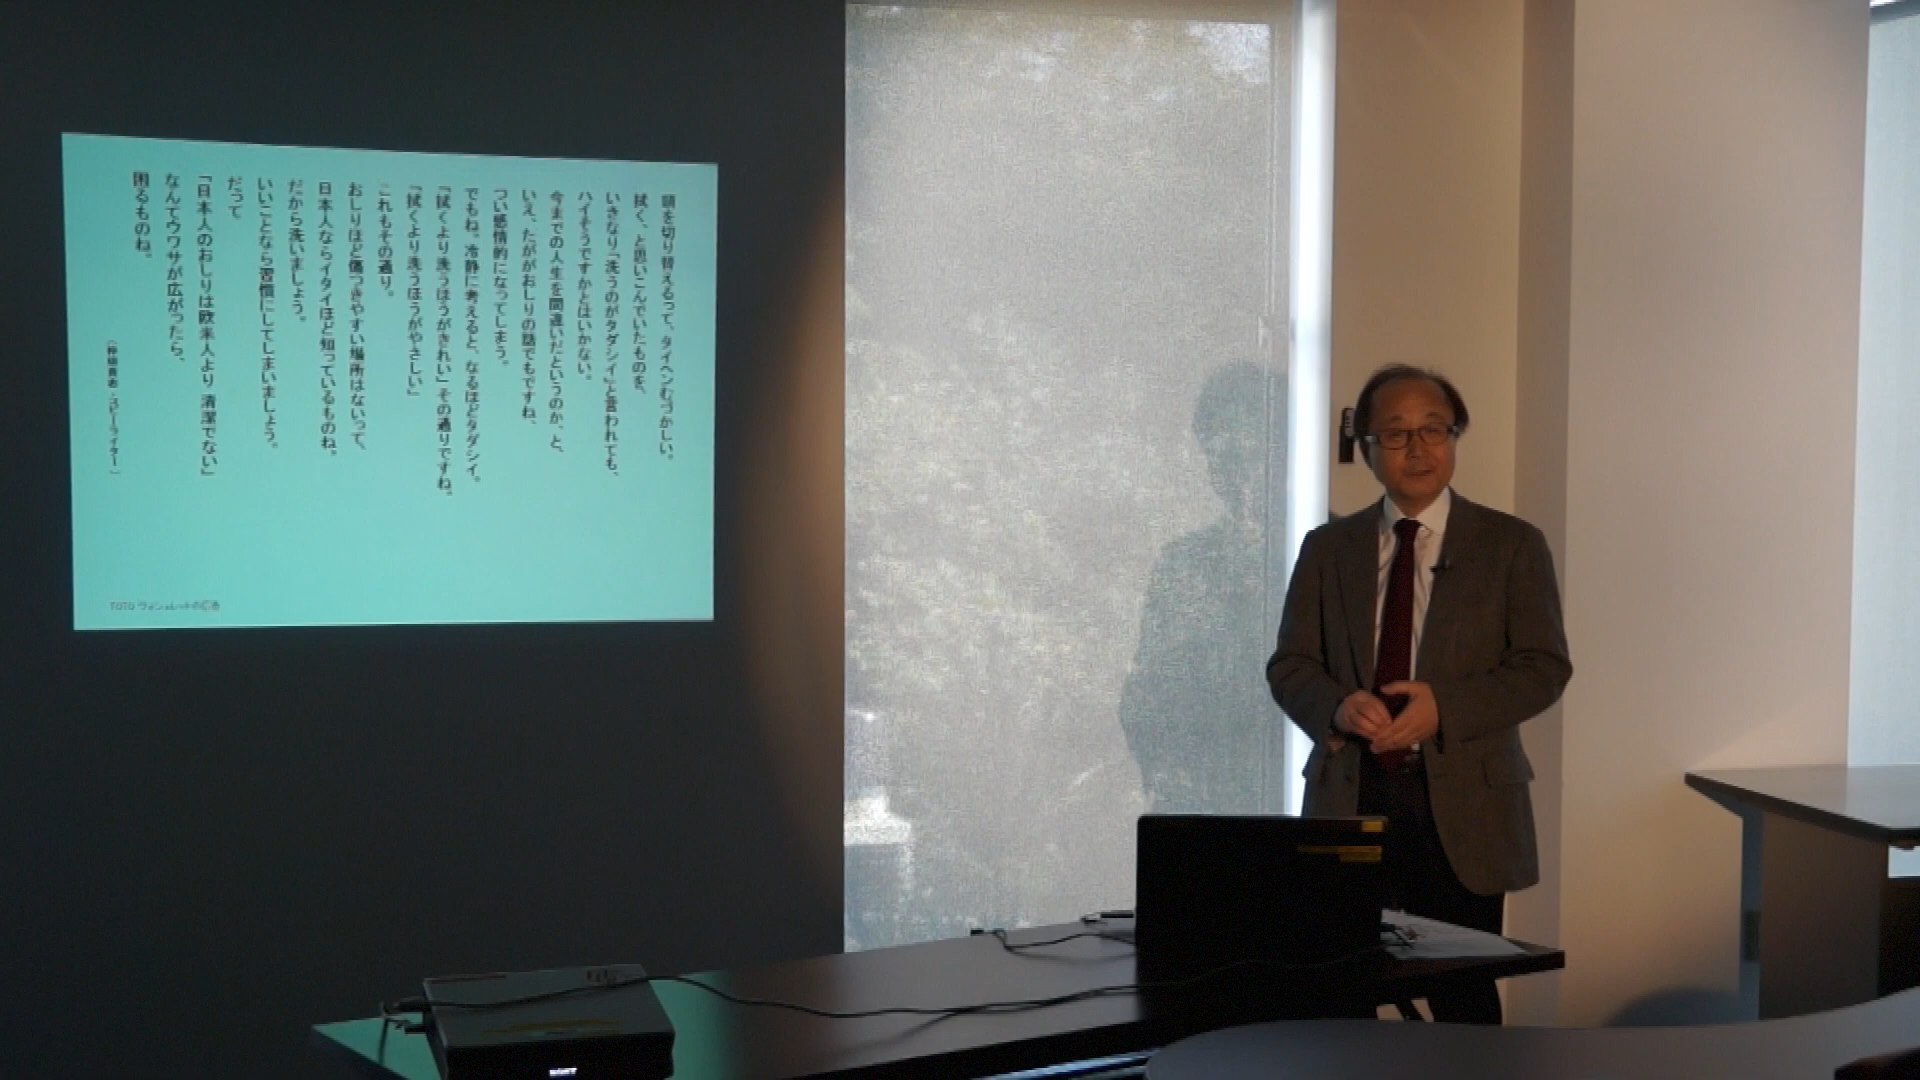 頭を切り替えるって、タイヘンむづかしい。
拭く、と思いこんでいたものを、
いきなり「洗うのがタダシイ」と言われても、
ハイそうですかとはいかない。
今までの人生を間違いだというのか、と、
いえ、たががおしりの話でもですね、
つい感情的になってしまう。
でもね。冷静に考えると、なるほどタダシイ。
「拭くより洗うほうがきれい」その通りですね。
「拭くより洗うほうがやさしい」
これもその通り。
おしりほど傷つきやすい場所はないって、
日本人ならイタイほど知っているものね。
だから洗いましょう。
いいことなら習慣にしてしまいましょう。
だって
「日本人のおしりは欧米人より 清潔でない」
なんてウワサが広がったら、
困るものね。
・コピーライター）
TOTO ウォシュレットの広告
SONY